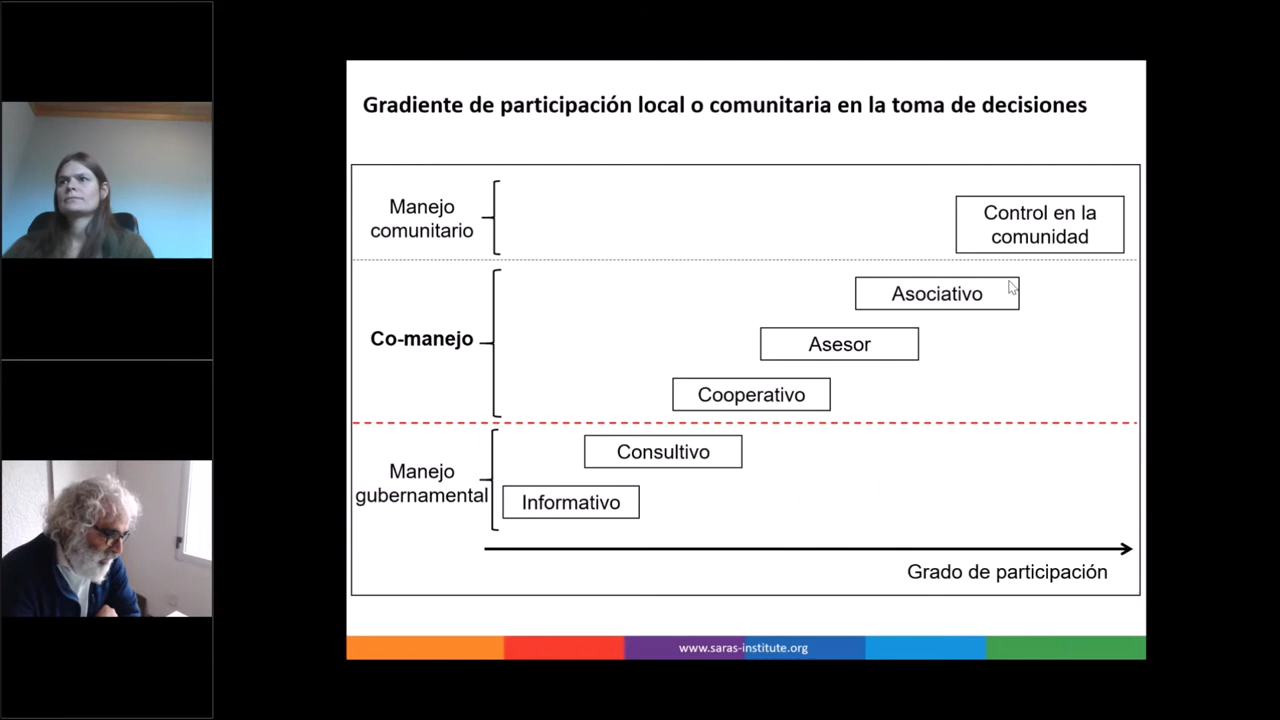 Gradiente de participación local o comunitaria en la toma de decisiones
Manejo
comunitario
Control en la
comunidad
Asociativo
Co-manejo
Asesor
Cooperativo
Consultivo
Manejo
gubernamental
Informativo
Grado de participación
www.saras-institute.org